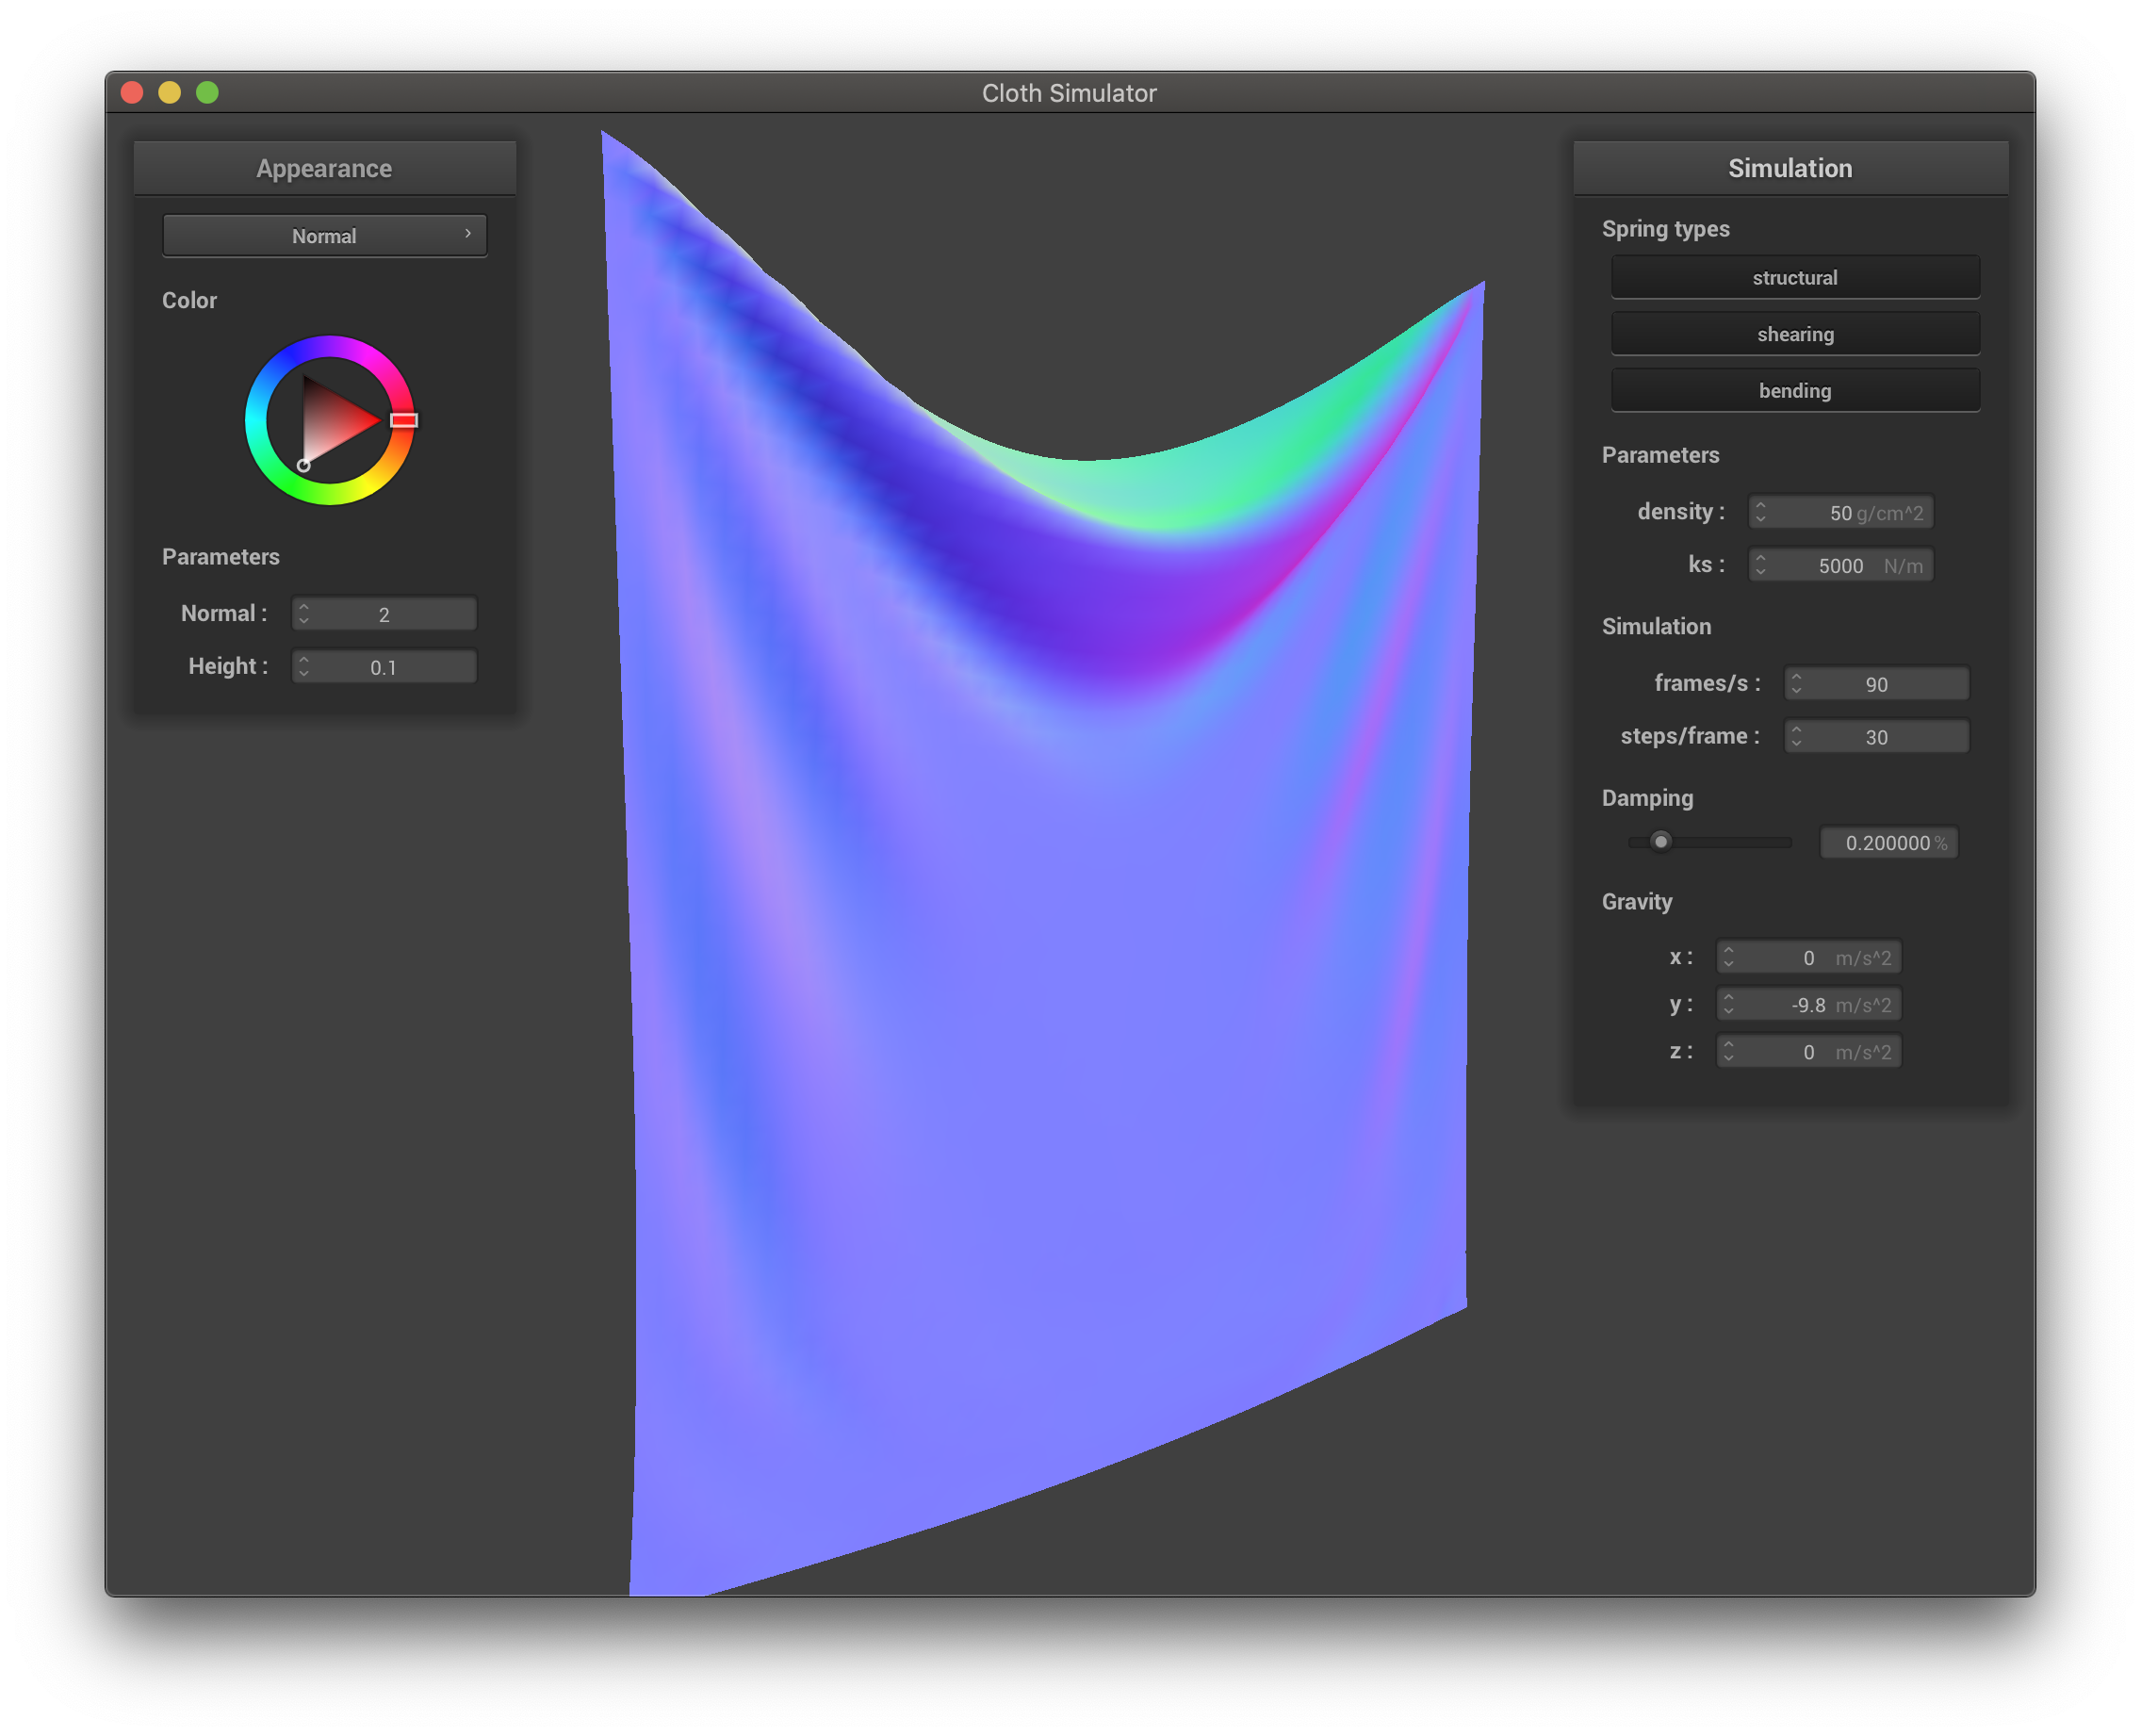 Cloth Simulator
Appearance
Normal ›
Color
Parameters
Normal : 2
Height : 0.1
Simulation
Spring types
structural
shearing
bending
Parameters
density : 50 g/cm^2
ks : 5000 N/m
Simulation
frames/s : 90
steps/frame : 30
Damping
0.200000 %
Gravity
x : 0 m/s^2
y : -9.8 m/s^2
z : 0 m/s^2